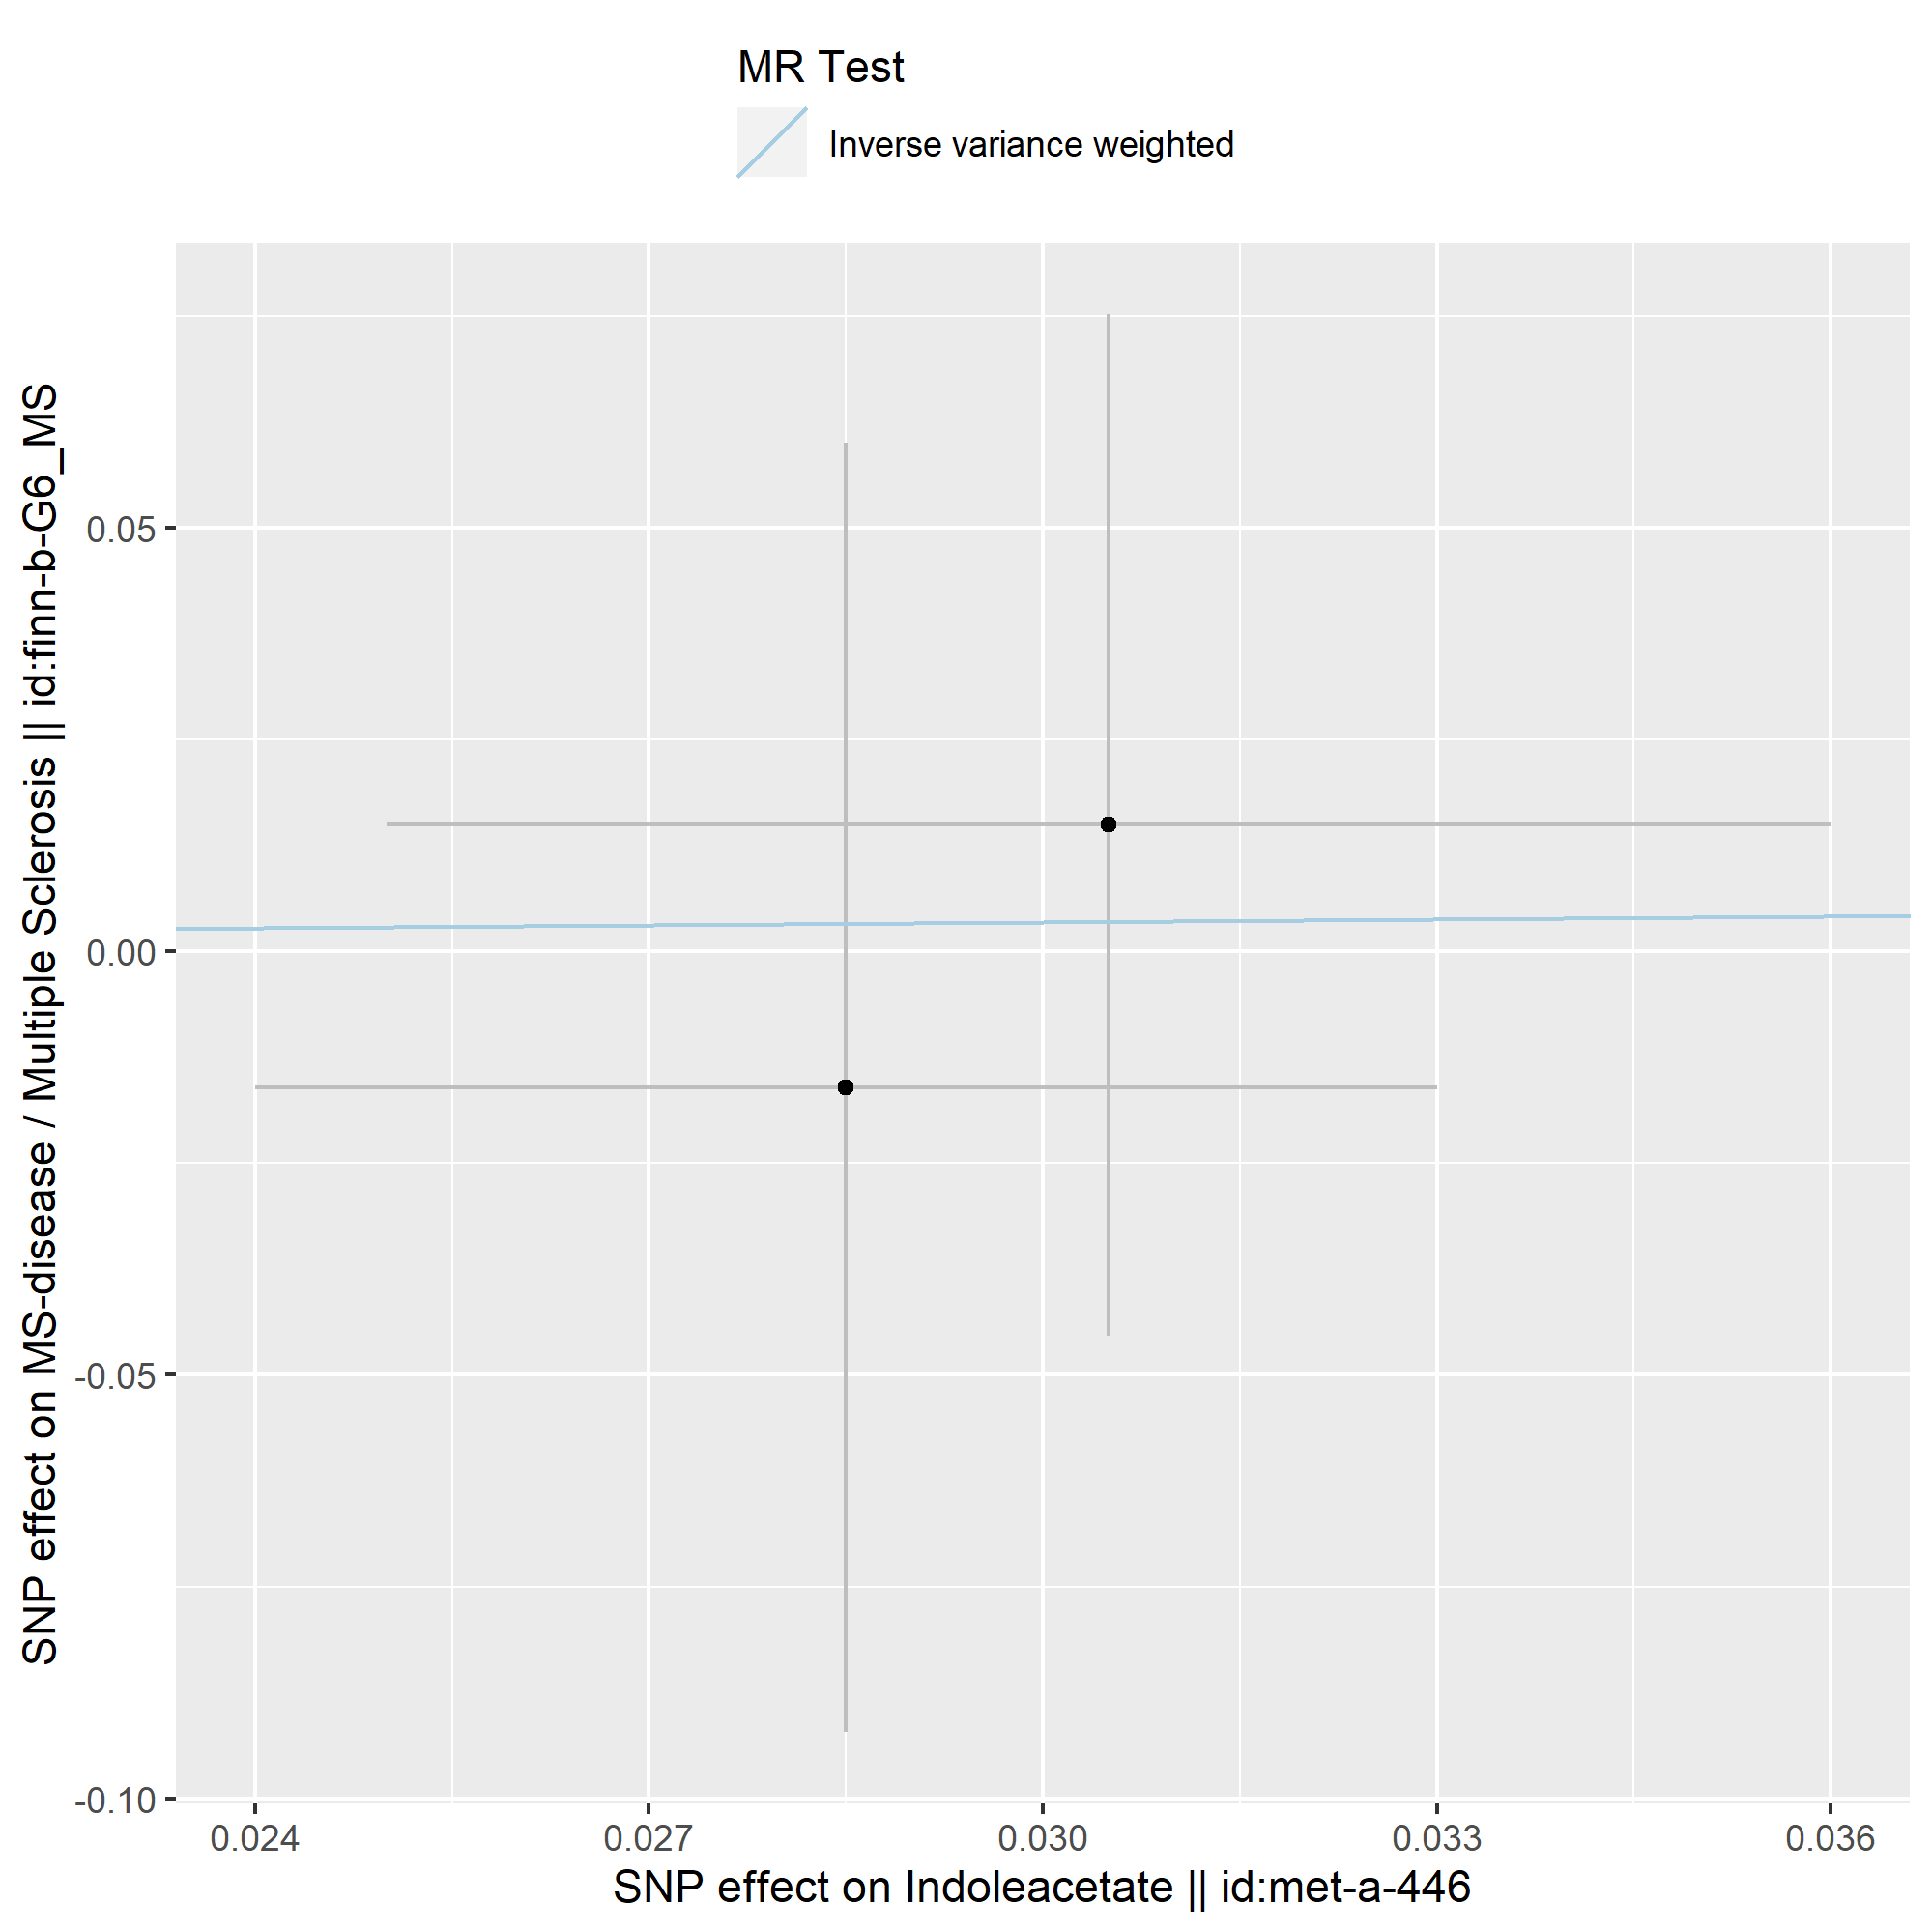 MR Test
Inverse variance weighted
SNP effect on MS-disease / Multiple Sclerosis || id:finn-b-G6_MS
0.05
0.00
-0.05
-0.10
0.024
0.027
0.030
0.033
0.036
SNP effect on Indoleacetate || id:met-a-446